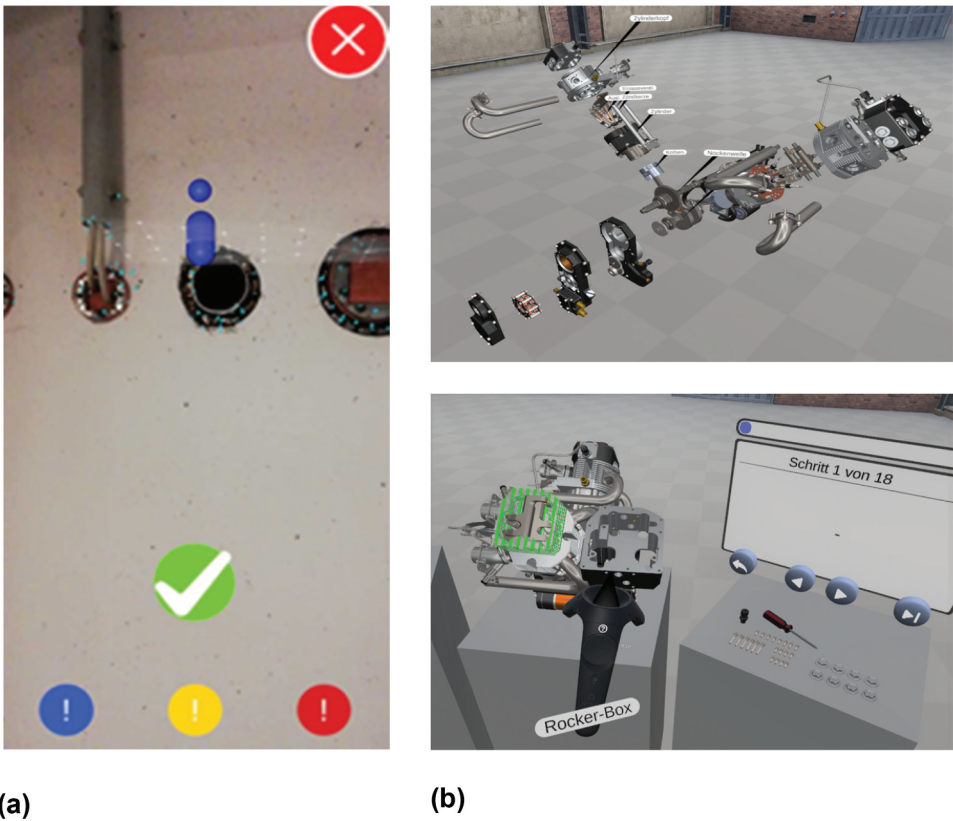 Zylinderkopf
Zylinder
Kolben
Nockenwelle
Schritt 1 von 18
Rocker-Box
!
!
!
?
(a)
(b)